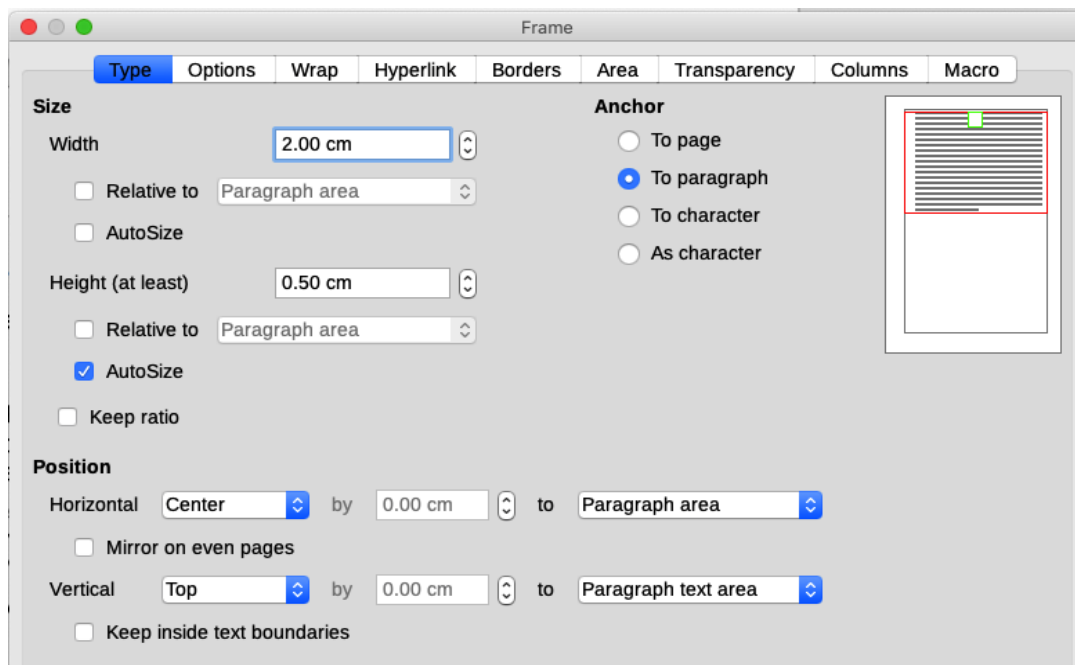 Frame
Type Options Wrap Hyperlink Borders Area Transparency Columns Macro
Size
Width 2.00 cm
Relative to Paragraph area
AutoSize
Height (at least) 0.50 cm
Relative to Paragraph area
AutoSize
Keep ratio
Anchor
To page
To paragraph
To character
As character
Position
Horizontal Center by 0.00 cm to Paragraph area
Mirror on even pages
Vertical Top by 0.00 cm to Paragraph text area
Keep inside text boundaries